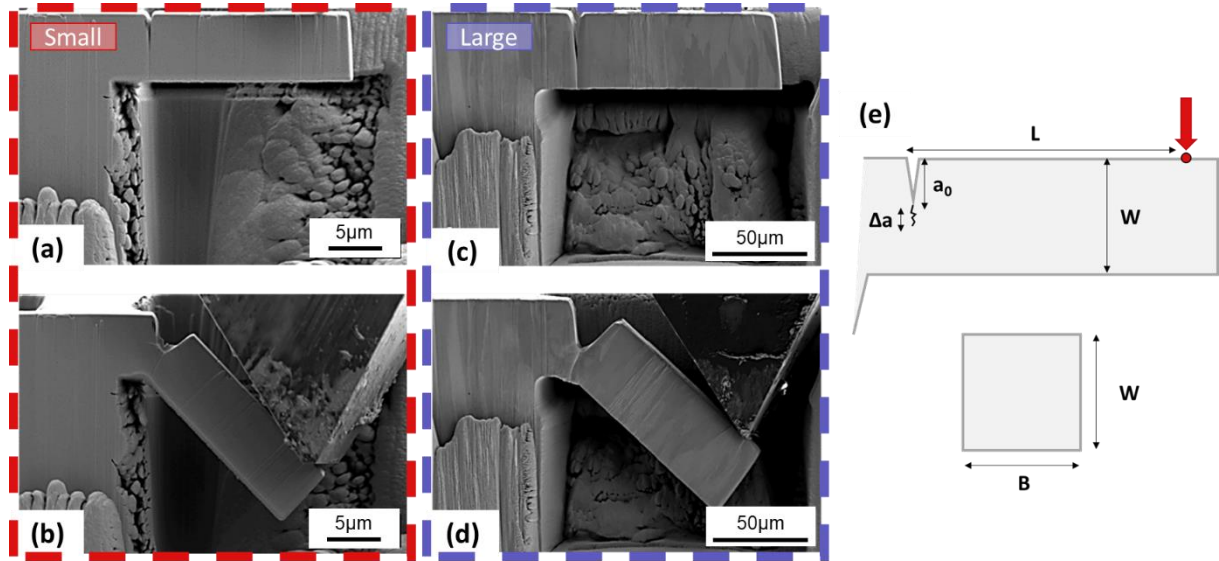 Small
5µm
(a)
Large
50µm
(c)
5µm
(b)
50µm
(d)
(e)
L
a₀
Δa
W
W
B